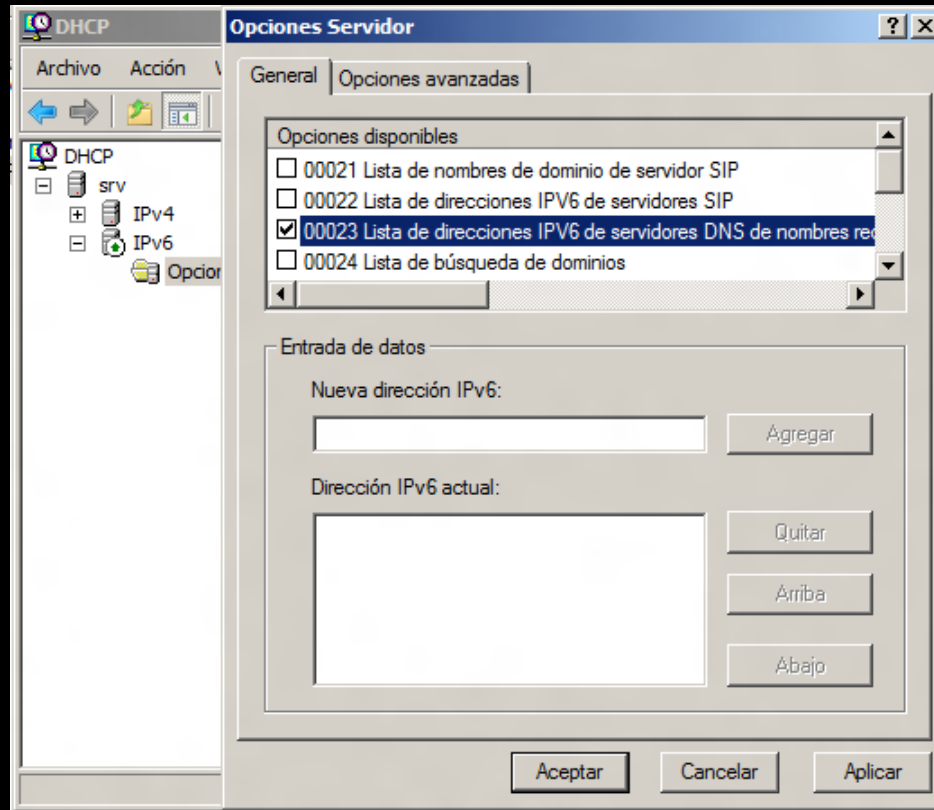 DHCP
Opciones Servidor
Archivo Acción
General
Opciones avanzadas
Opciones disponibles
00021 Lista de nombres de dominio de servidor SIP
00022 Lista de direcciones IPV6 de servidores SIP
00023 Lista de direcciones IPV6 de servidores DNS de nombres rec
00024 Lista de búsqueda de dominios
DHCP
srv
IPv4
IPv6
Opcior
Entrada de datos
Nueva dirección IPv6:
Agregar
Dirección IPv6 actual:
Quitar
Arriba
Abajo
Aceptar
Cancelar
Aplicar